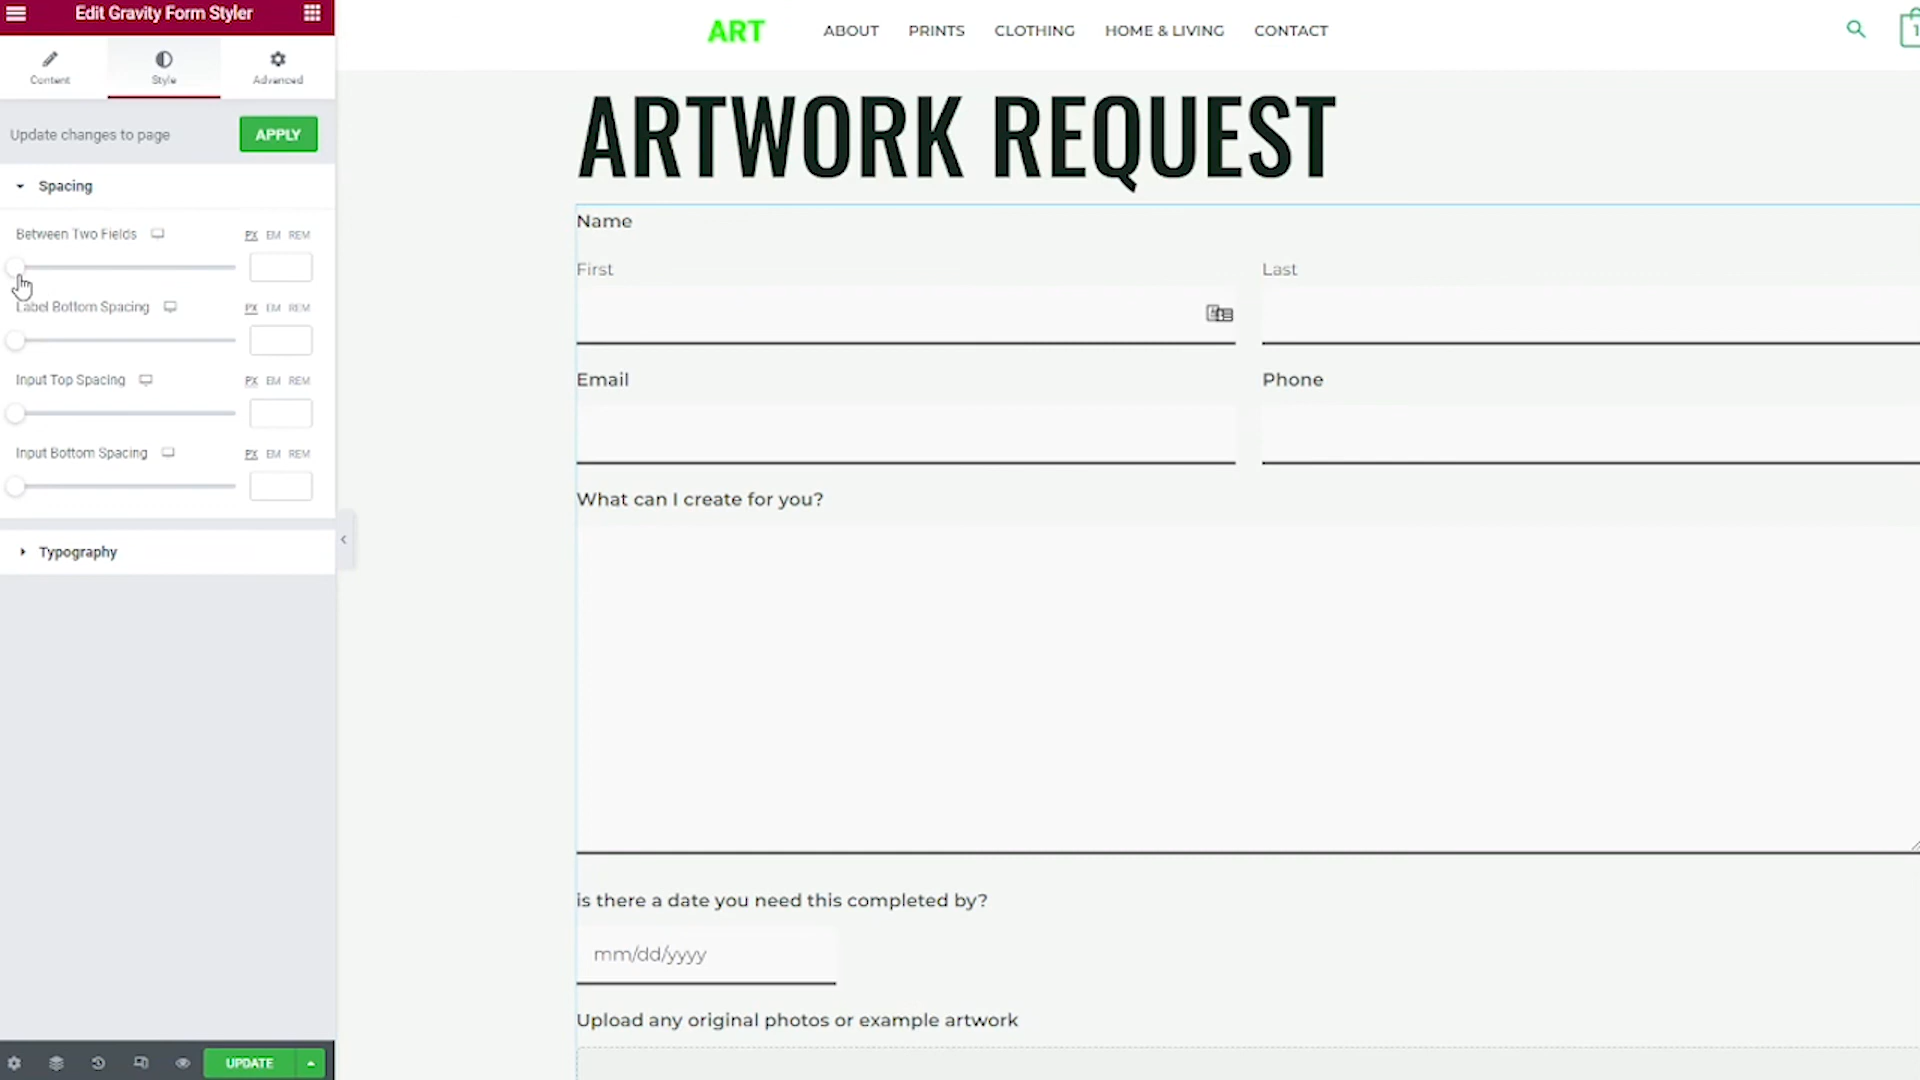 Edit Gravity Form Styler
Content
Style
Advanced
Update changes to page
APPLY
Spacing
Between Two Fields
PX EM REM
Label Bottom Spacing
PX EM REM
Input Top Spacing
PX EM REM
Input Bottom Spacing
PX EM REM
Typography
UPDATE
ART
ABOUT
PRINTS
CLOTHING
HOME & LIVING
CONTACT
1
ARTWORK REQUEST
Name
First
Last
Email
Phone
What can I create for you?
is there a date you need this completed by?
mm/dd/yyyy
Upload any original photos or example artwork